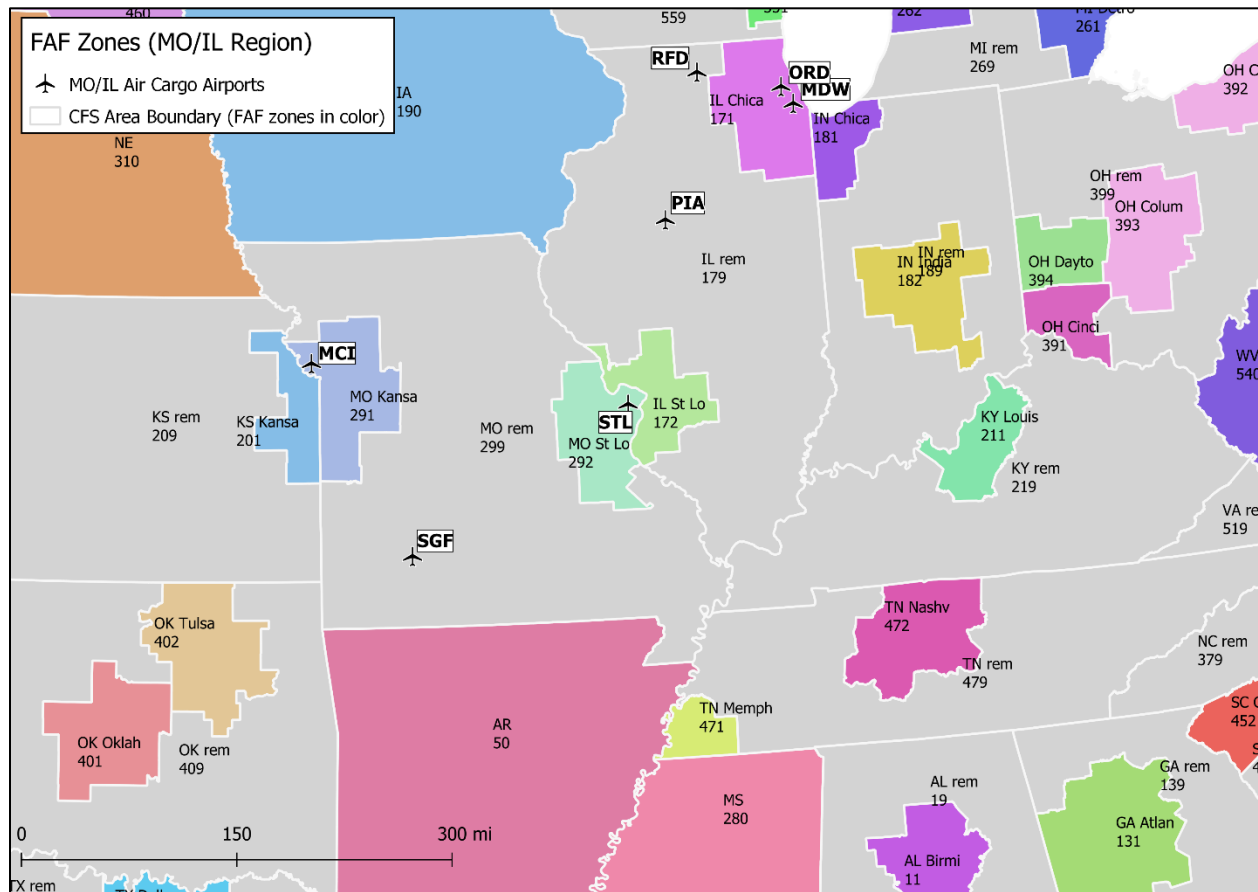 460
559
551
262
MI Detro
261
FAF Zones (MO/IL Region)
MO/IL Air Cargo Airports
CFS Area Boundary (FAF zones in color)
IA
190
NE
310
RFD
ORD
MDW
IL Chica
171
IN Chica
181
MI rem
269
OH C
392
PIA
IL rem
179
OH rem
399
OH Colum
393
IN rem
189
IN India
182
OH Dayto
394
OH Cinci
391
WV
540
MCI
MO Kansa
291
KS rem
209
KS Kansa
201
MO rem
299
STL
MO St Lo
292
IL St Lo
172
KY Louis
211
KY rem
219
VA re
519
SGF
OK Tulsa
402
OK Oklah
401
OK rem
409
AR
50
TN Memph
471
TN Nashv
472
TN rem
479
NC rem
379
SC
452
S
4
MS
280
AL rem
19
AL Birmi
11
GA rem
139
GA Atlan
131
0 150 300 mi
TX rem